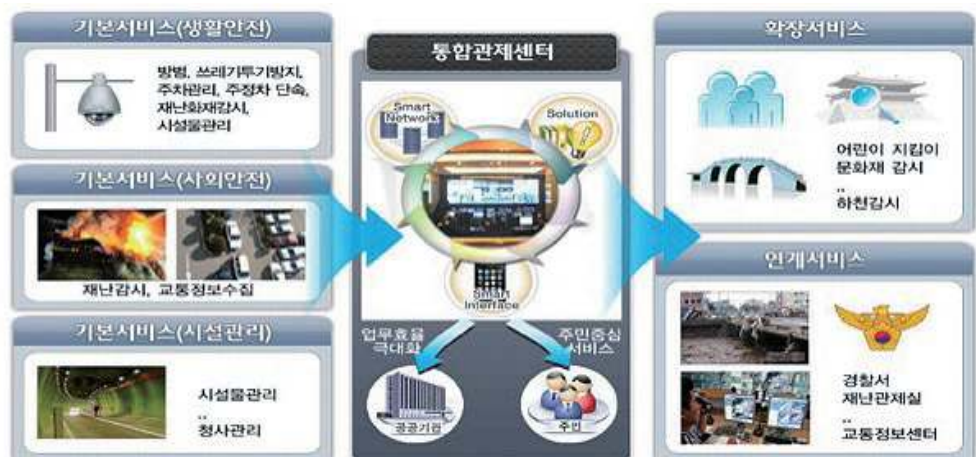 기본서비스(생활안전)
방범, 쓰레기투기방지,
주차관리, 주정차 단속,
재난화재감시,
시설물관리
기본서비스(사회안전)
재난감시, 교통정보수집
기본서비스(시설관리)
시설물관리
..
청사관리
통합관제센터
Smart
Network
Solution
Smart
Interface
업무효율
극대화
주민중심
서비스
공공기관
주민
확장서비스
어린이 지킴이
문화재 감시
..
하천감시
연계서비스
경찰서
재난관제실
..
교통정보센터